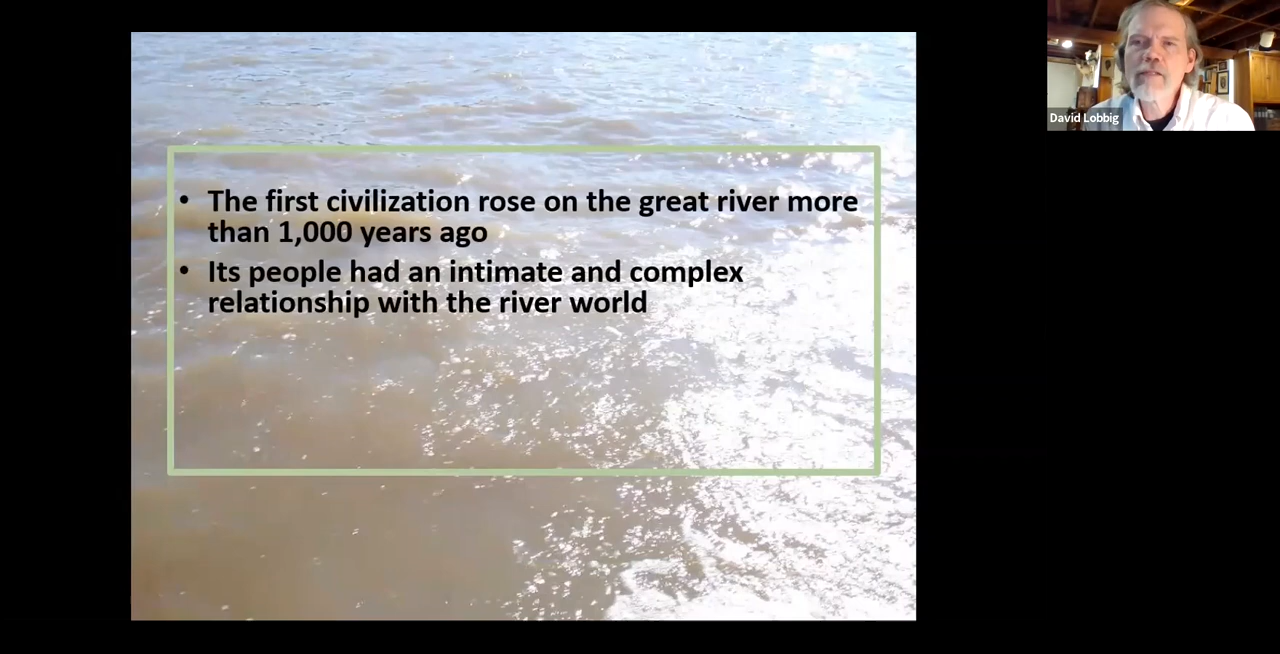 • The first civilization rose on the great river more
than 1,000 years ago
• Its people had an intimate and complex
relationship with the river world
David Lobbig